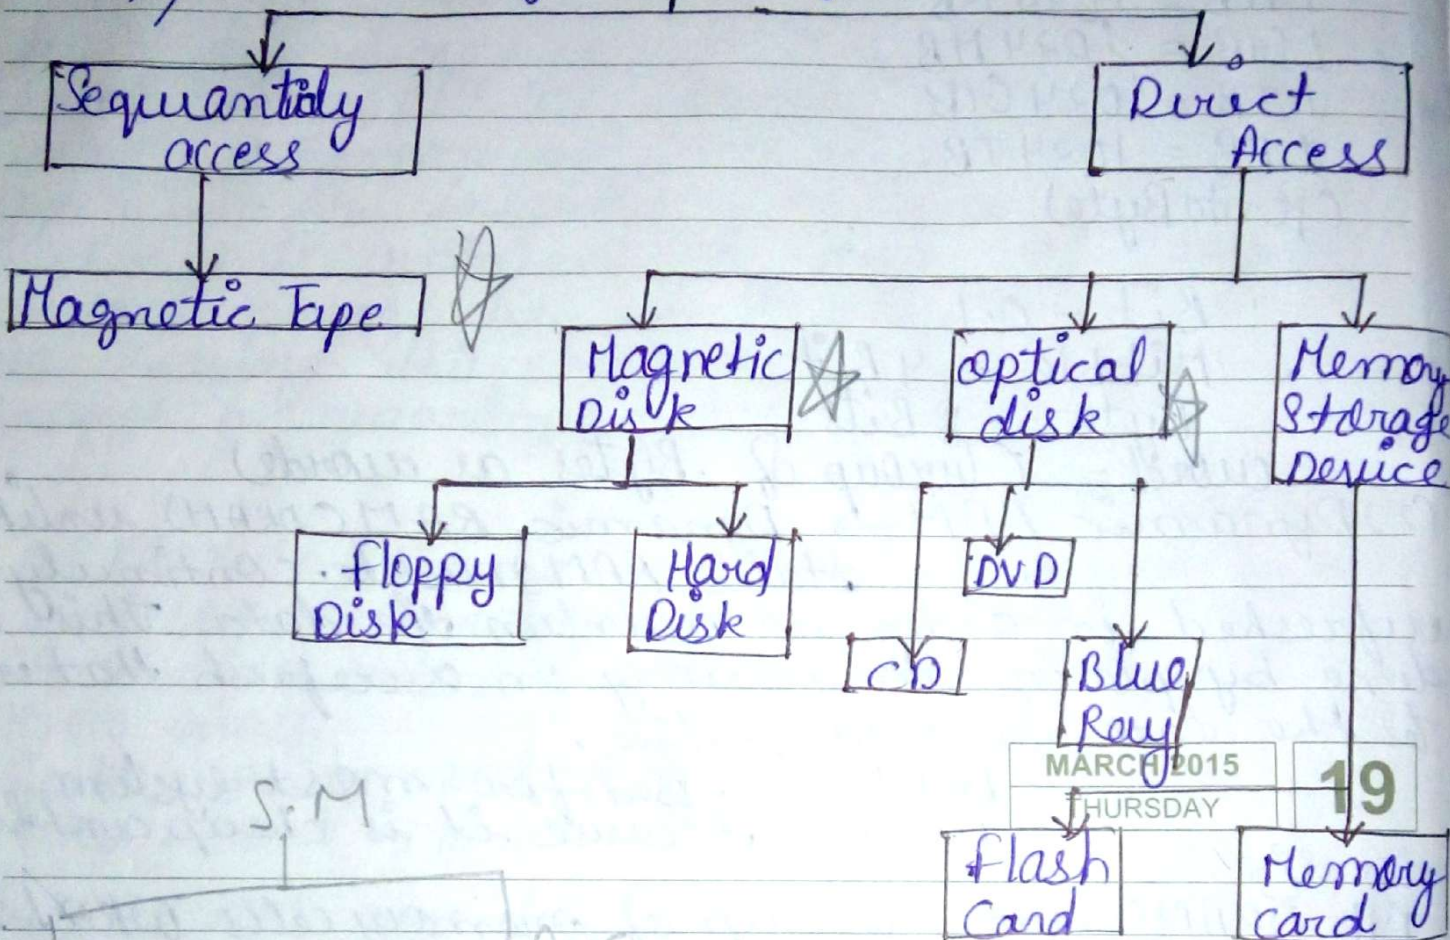 Sequantialy
access
Direct
Access
Magnetic Tape
Magnetic
Disk
optical
disk
Memory
Storage
Device
floppy
Disk
Hard
Disk
DVD
CD
Blue
Ray
MARCH 2015
THURSDAY
19
S.M
Flash
Card
Memory
card